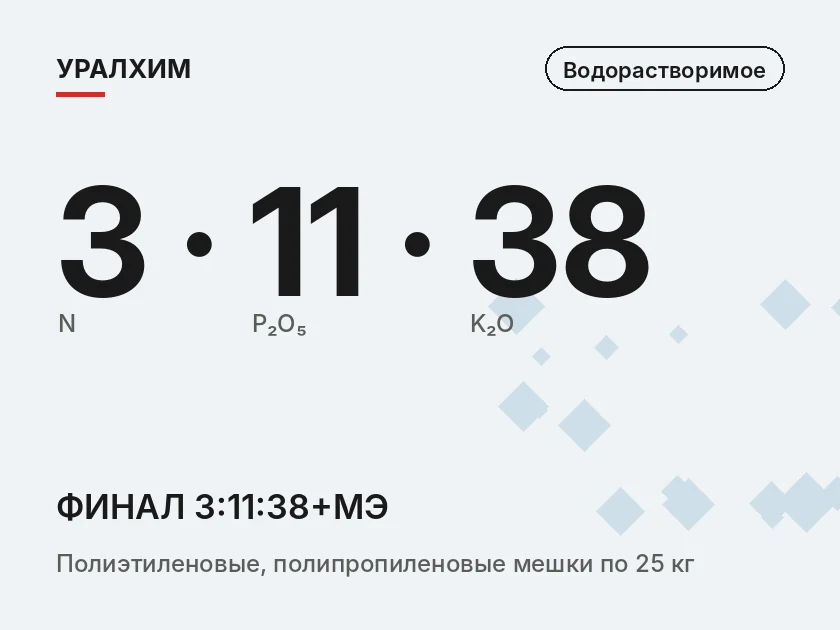 УРАЛХИМ
Водорастворимое
3 · 11 · 38
N P₂O₅ K₂O
ФИНАЛ 3:11:38+МЭ
Полиэтиленовые, полипропиленовые мешки по 25 кг